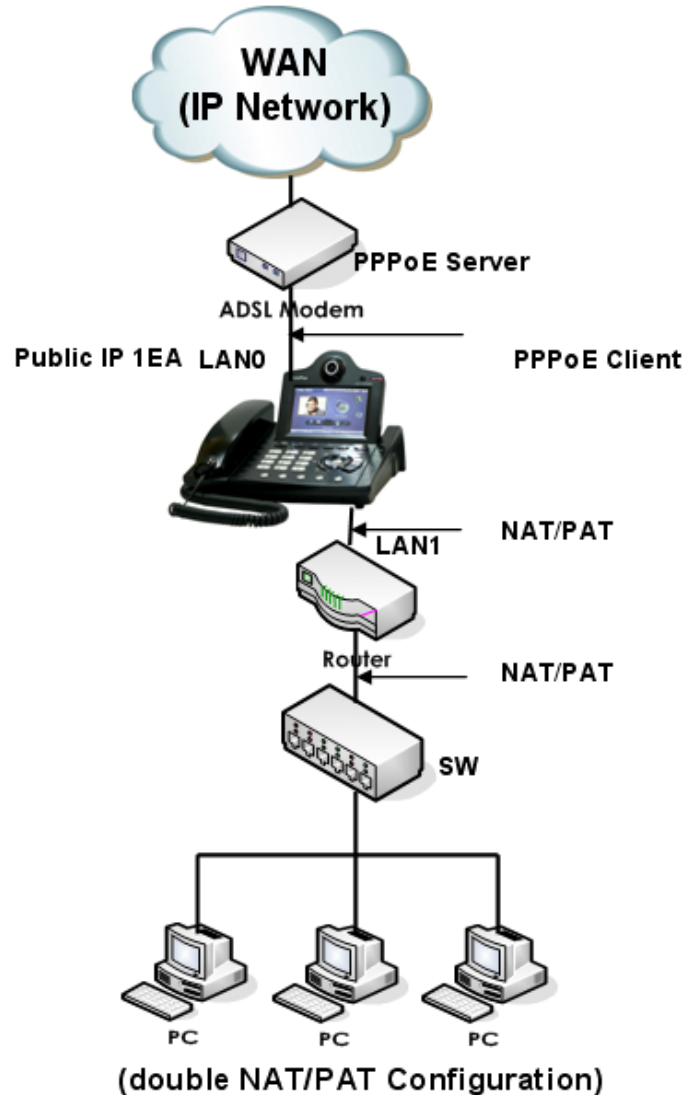 WAN
(IP Network)
PPPoE Server
ADSL Modem
Public IP 1EA LAN0
PPPoE Client
NAT/PAT
LAN1
Router
NAT/PAT
SW
PC PC PC
(double NAT/PAT Configuration)